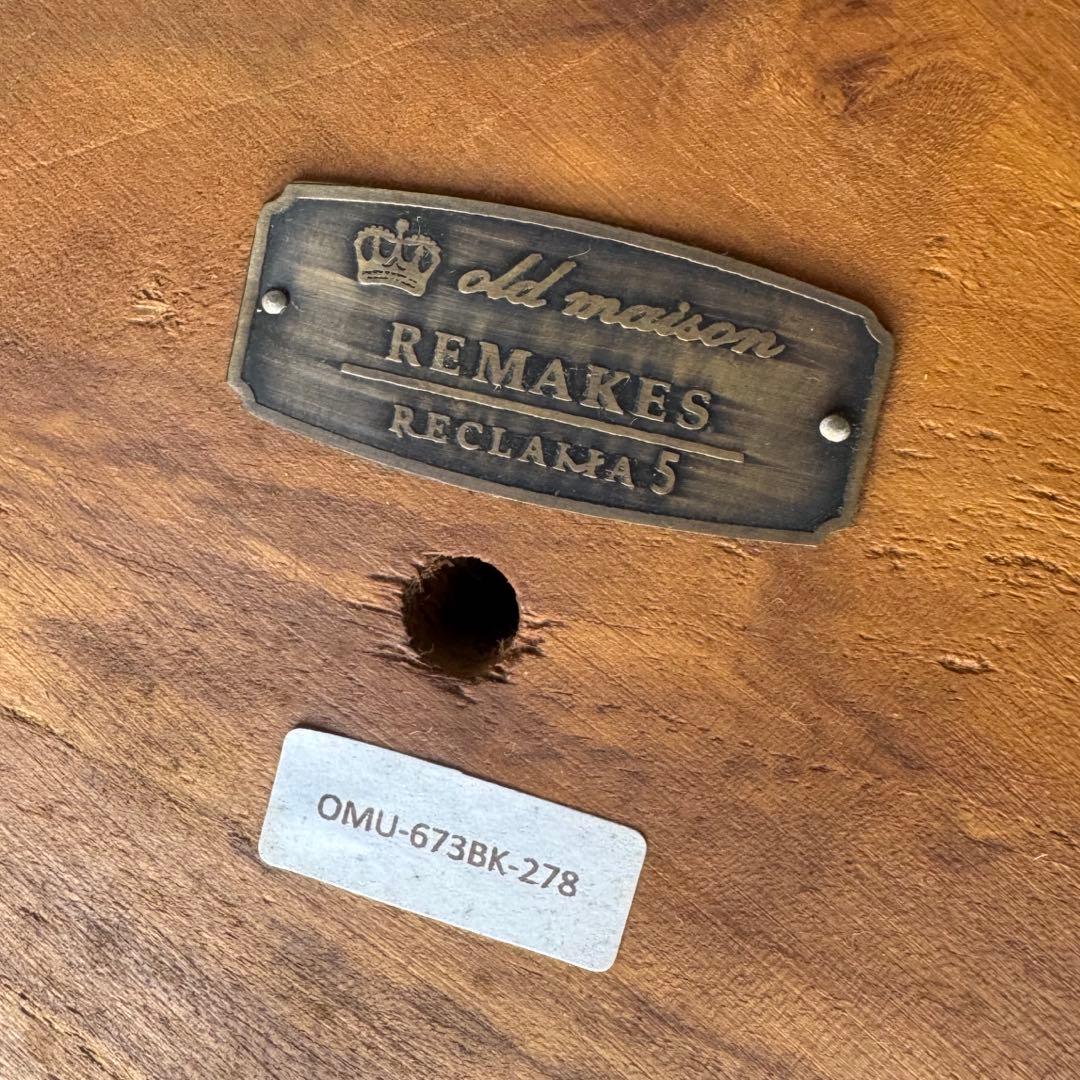 old maison
REMAKES
RECLAMA 5
OMU-673BK-278